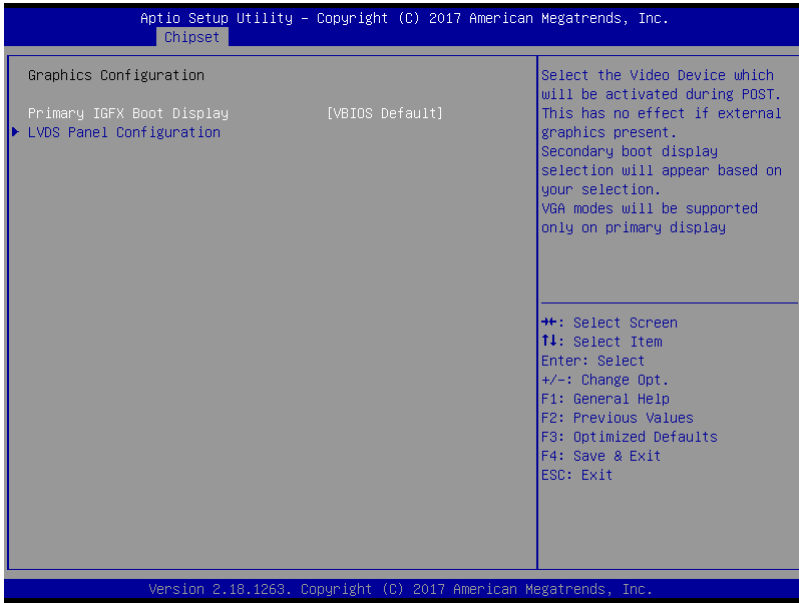 Aptio Setup Utility – Copyright (C) 2017 American Megatrends, Inc.
Chipset
Graphics Configuration
Primary IGFX Boot Display [VBIOS Default]
LVDS Panel Configuration
Select the Video Device which
will be activated during POST.
This has no effect if external
graphics present.
Secondary boot display
selection will appear based on
your selection.
VGA modes will be supported
only on primary display
→←: Select Screen
↑↓: Select Item
Enter: Select
+/-: Change Opt.
F1: General Help
F2: Previous Values
F3: Optimized Defaults
F4: Save & Exit
ESC: Exit
Version 2.18.1263. Copyright (C) 2017 American Megatrends, Inc.